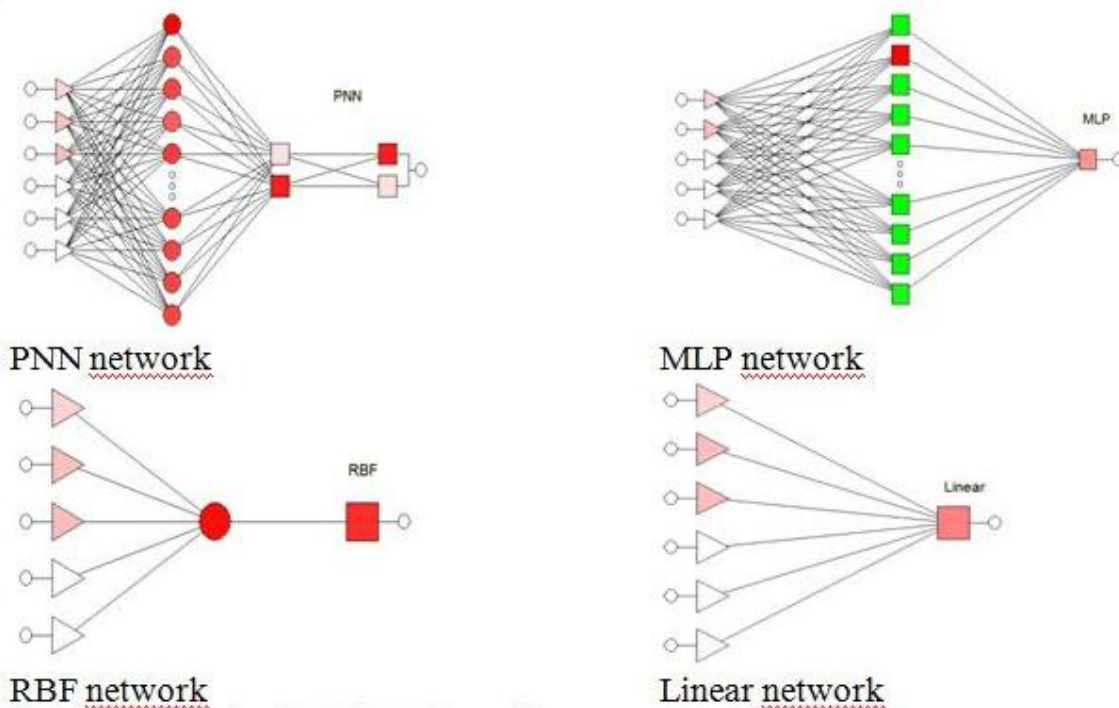 PNN
MLP
PNN network
MLP network
RBF
Linear
RBF network
Linear network